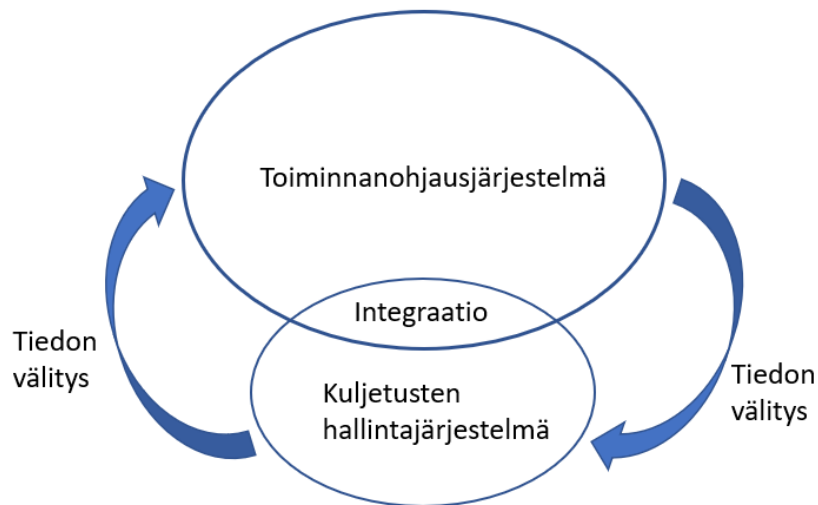 Toiminnanohjausjärjestelmä
Integraatio
Tiedon
välitys
Kuljetusten
hallintajärjestelmä
Tiedon
välitys